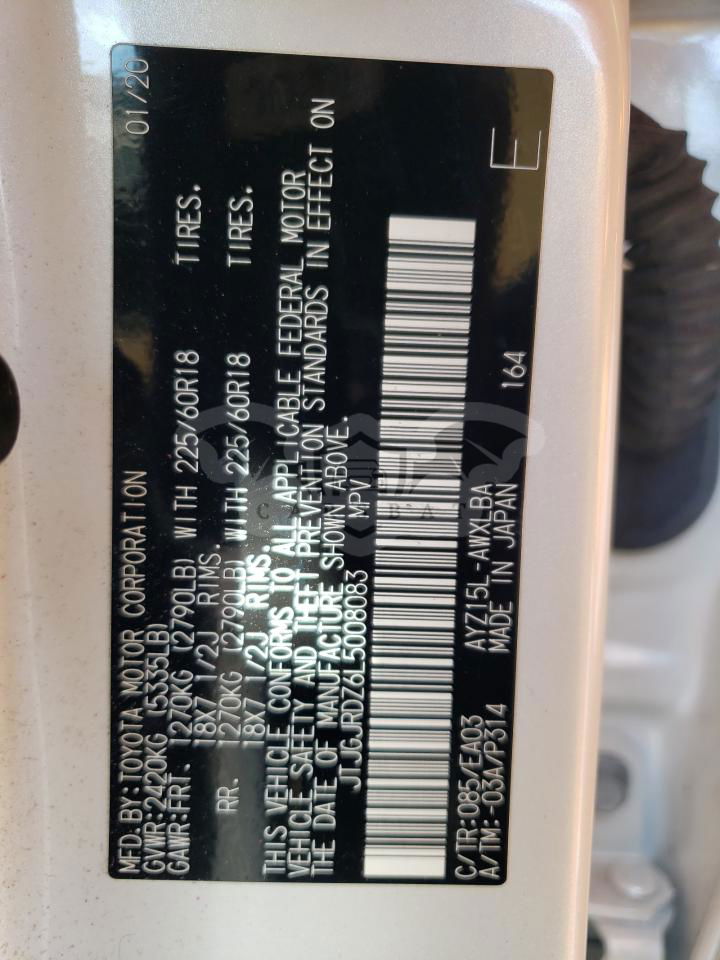 MFD.BY:TOYOTA MOTOR CORPORATION 01/20
GVWR:2420KG (5335LB)
GAWR:FRT. 1270KG (2790LB) WITH 225/60R18 TIRES.
18X7 1/2J RIMS.
RR. 1270KG (2790LB) WITH 225/60R18 TIRES.
18X7 1/2J RIMS.
THIS VEHICLE CONFORMS TO ALL APPLICABLE FEDERAL MOTOR
VEHICLE SAFETY AND THEFT PREVENTION STANDARDS IN EFFECT ON
THE DATE OF MANUFACTURE SHOWN ABOVE.
JTJGJRDZ6L5008083 MPV
C/TR:085/EA03 AYZ15L-AWXLBA
A/TM:-03A/P314 MADE IN JAPAN 164 E